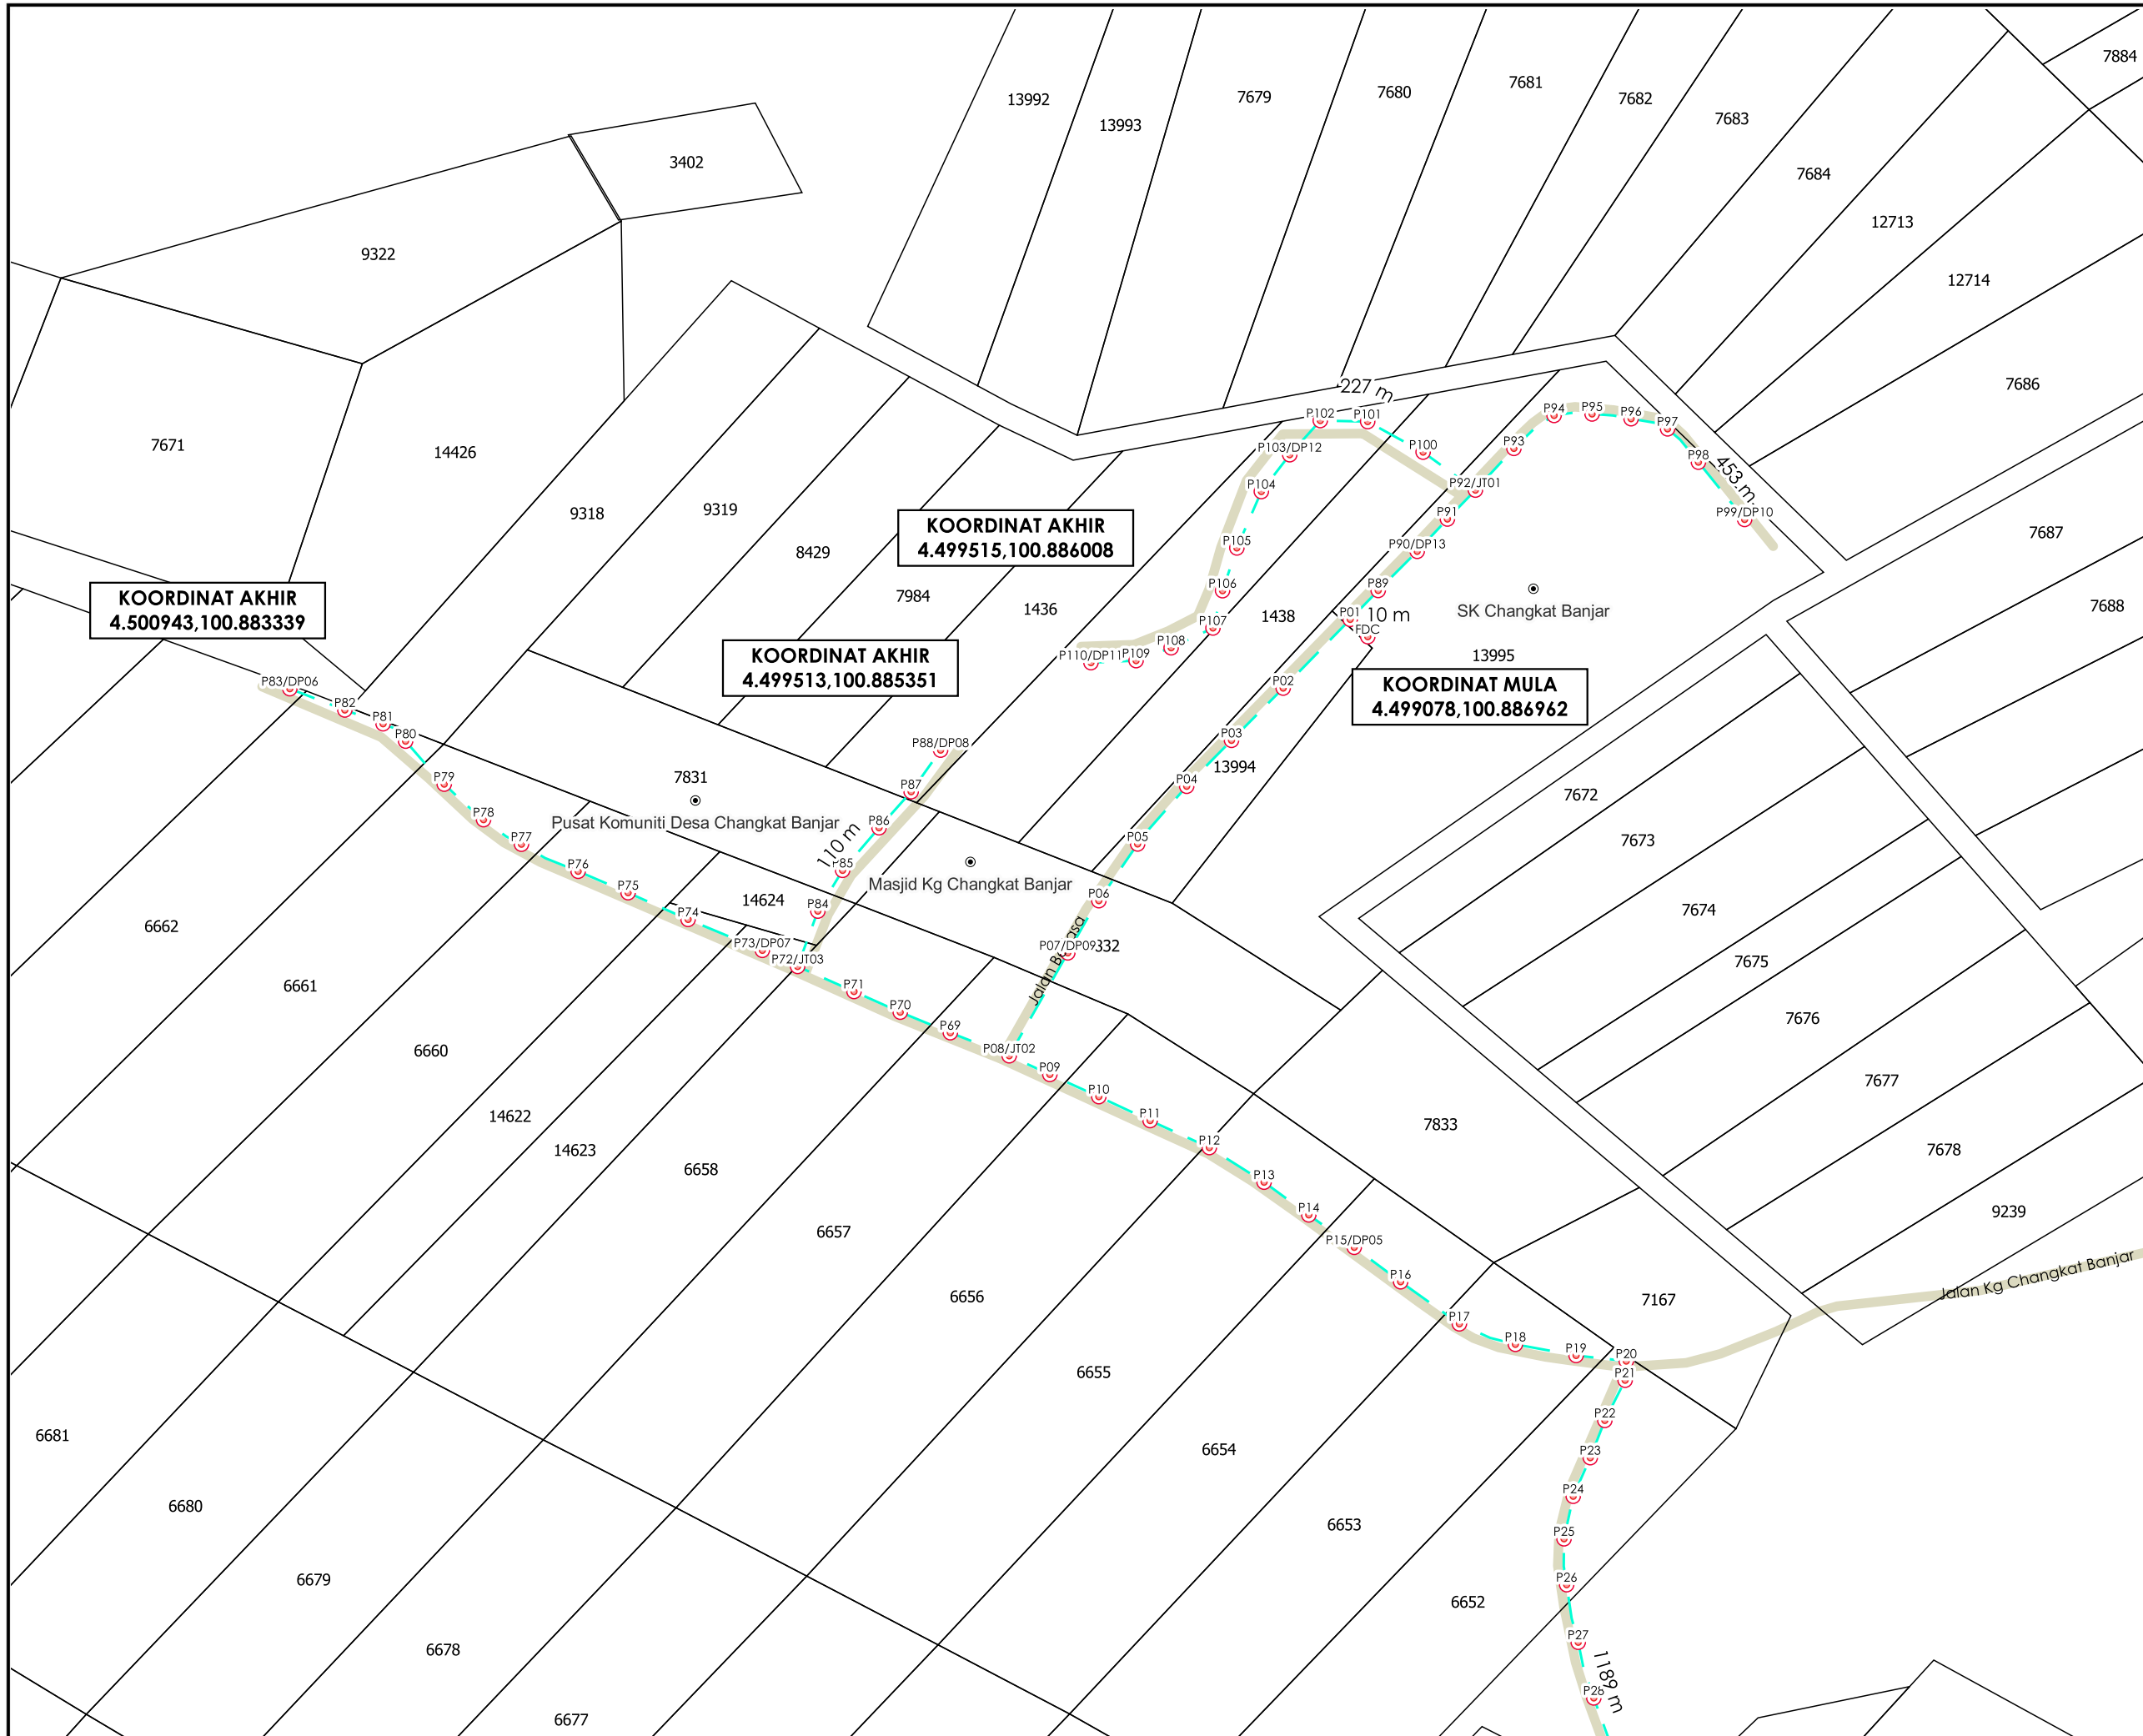 7884
7681
7680
7679
7682
13992
7683
13993
3402
7684
12713
9322
12714
7686
227 m
P102
P101
P94
P95
P96
P97
7671
14426
P103/DP12
P100
P93
P98
453 m
P104
P92/JT01
9318
9319
P91
P99/DP10
KOORDINAT AKHIR
4.499515,100.886008
7687
8429
P105
P90/DP13
P106
P89
KOORDINAT AKHIR
4.500943,100.883339
7984
1436
1438
P01
10 m
FDC
SK Changkat Banjar
7688
P107
P108
P110/DP11
P109
13995
KOORDINAT AKHIR
4.499513,100.885351
KOORDINAT MULA
4.499078,100.886962
P83/DP06
P02
P82
P81
P80
P88/DP08
P03
13994
7831
P79
P87
P04
7672
P78
Pusat Komuniti Desa Changkat Banjar
P86
P77
110 m
P05
7673
P76
P85
Masjid Kg Changkat Banjar
P75
14624
P06
P84
7674
P74
6662
P73/DP07
P07/DP09
332
P72/JT03
7675
Jalan
6661
P71
P70
7676
P69
6660
P08/JT02
P09
7677
P10
14622
P11
7833
14623
P12
7678
6658
P13
P14
9239
6657
P15/DP05
Jalan Kg Changkat Banjar
P16
6656
7167
P17
P18
P19
P20
6655
P21
P22
6681
6654
P23
P24
6680
6653
P25
6679
P26
6652
P27
6678
1189 m
P28
6677